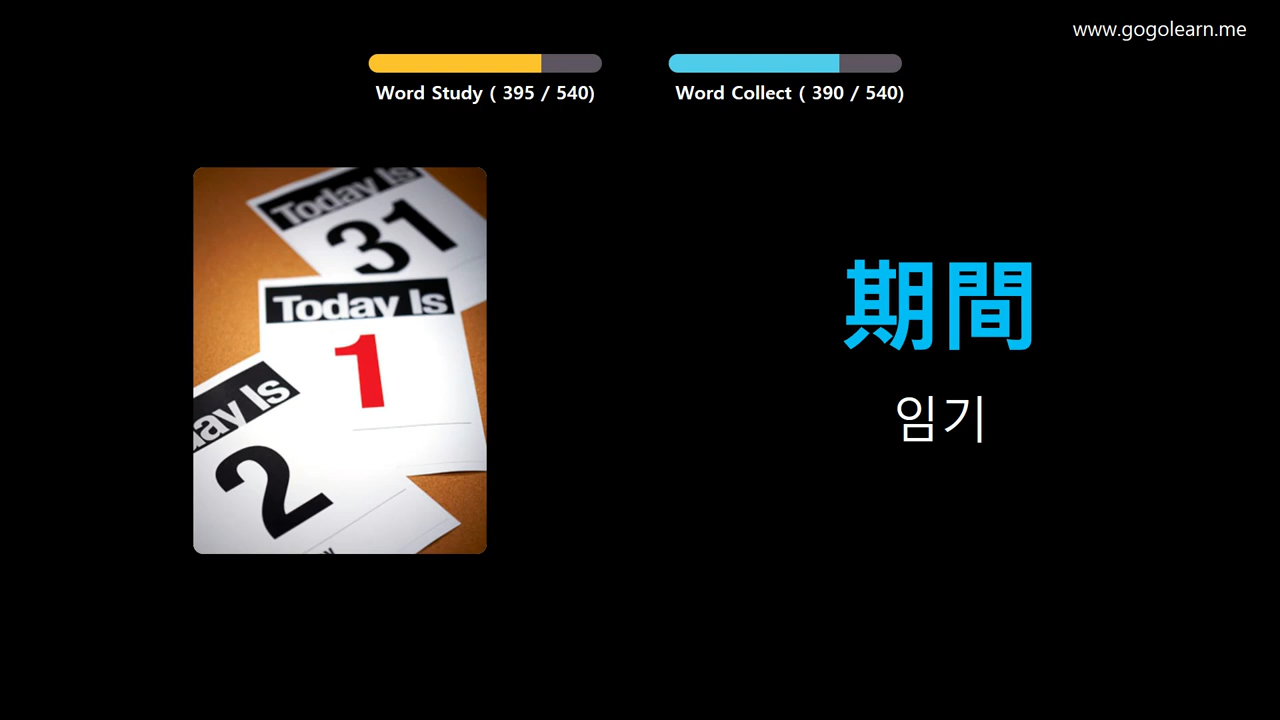 www.gogolearn.me
Word Study ( 395 / 540)
Word Collect ( 390 / 540)
Today Is
31
Today Is
1
ay Is
2
期間
임기